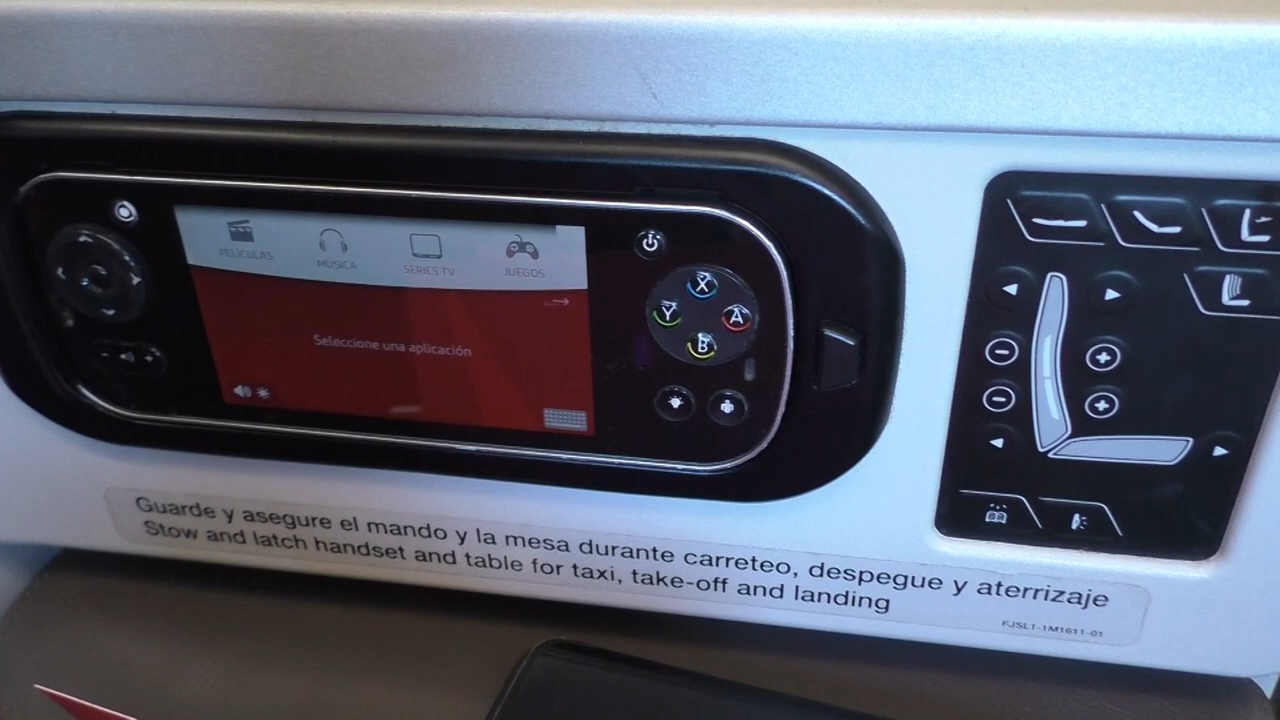 PELÍCULAS
MÚSICA
SERIES TV
JUEGOS
Seleccione una aplicación
X
Y
A
B
Guarde y asegure el mando y la mesa durante carreteo, despegue y aterrizaje
Stow and latch handset and table for taxi, take-off and landing
FJSL1-1M1611-01